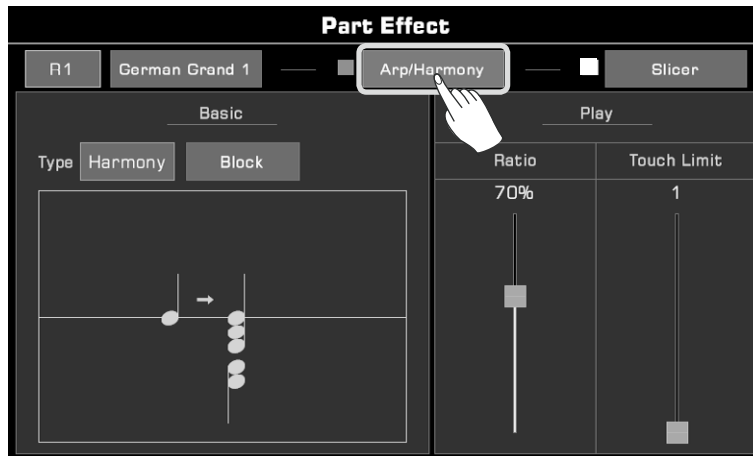 Part Effect
R1 German Grand 1 Arp/Harmony Slicer
Basic
Type Harmony Block
Play
Ratio Touch Limit
70% 1